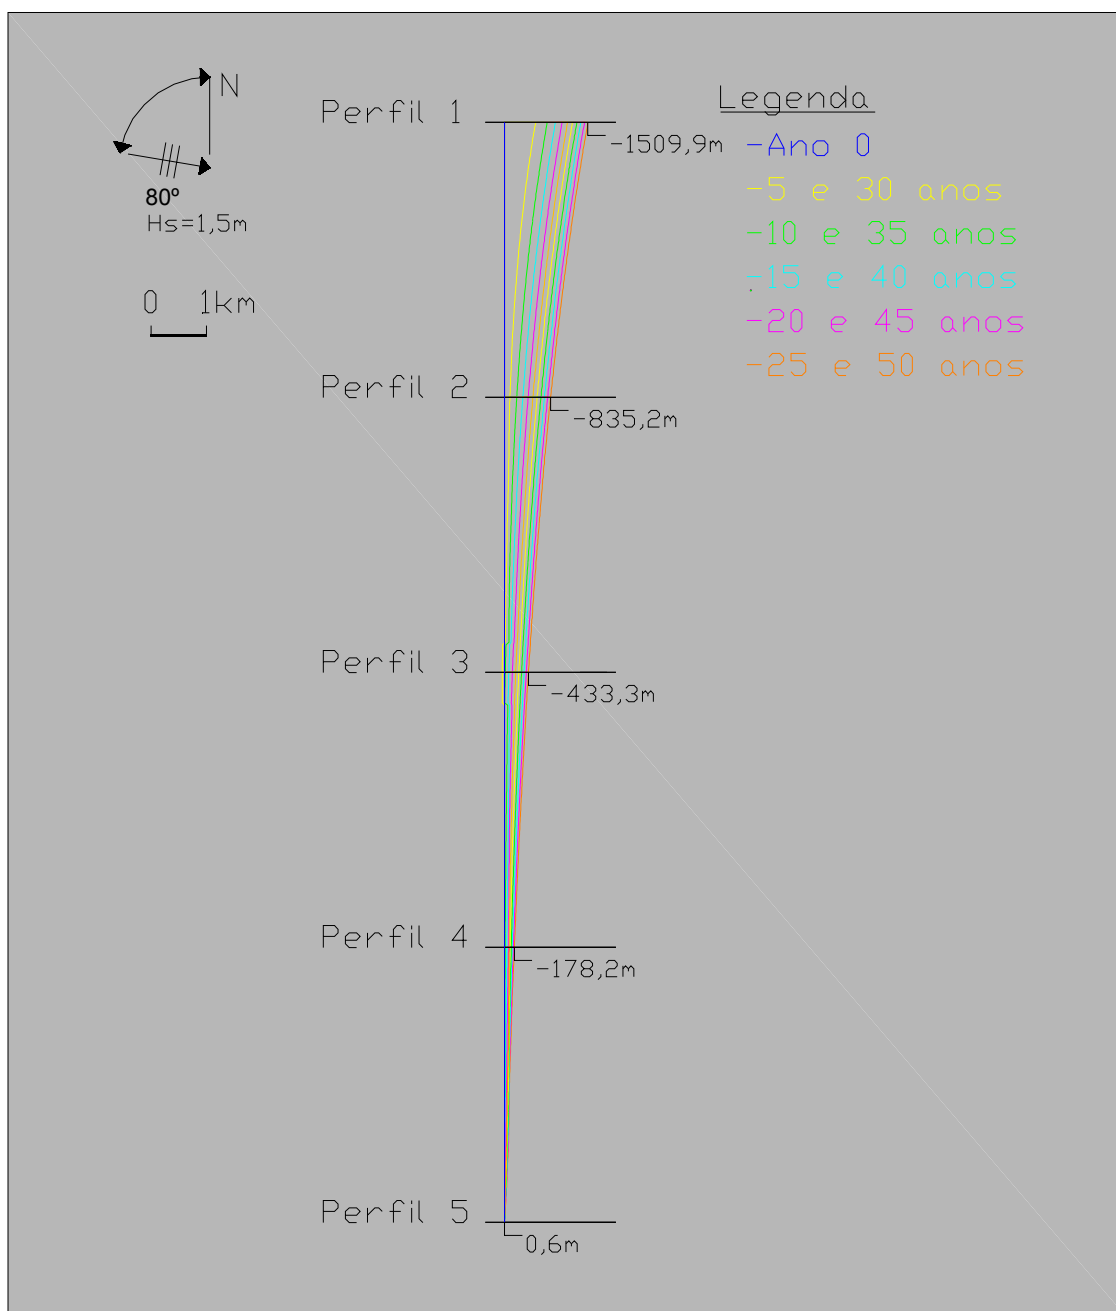 N
80º
Hs=1,5m
0 1km
Perfil 1
-1509,9m
Legenda
-Ano 0
-5 e 30 anos
-10 e 35 anos
-15 e 40 anos
-20 e 45 anos
-25 e 50 anos
Perfil 2
-835,2m
Perfil 3
-433,3m
Perfil 4
-178,2m
Perfil 5
0,6m